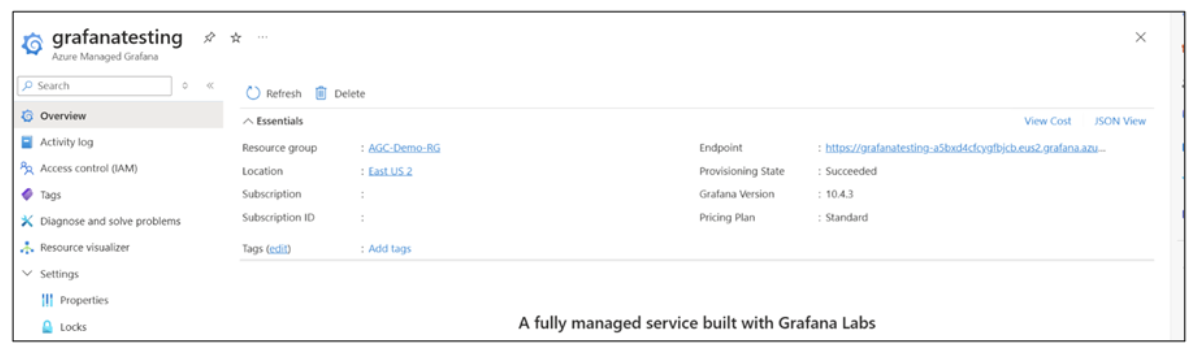 grafanatesting
Azure Managed Grafana
Search
Overview
Activity log
Access control (IAM)
Tags
Diagnose and solve problems
Resource visualizer
Settings
Properties
Locks
Refresh Delete
Essentials
View Cost JSON View
Resource group : AGC-Demo-RG
Location : East US 2
Subscription :
Subscription ID :
Tags (edit) : Add tags
Endpoint : https://grafanatesting-a5bxd4cfcygfbjcb.eus2.grafana.azu...
Provisioning State : Succeeded
Grafana Version : 10.4.3
Pricing Plan : Standard
A fully managed service built with Grafana Labs